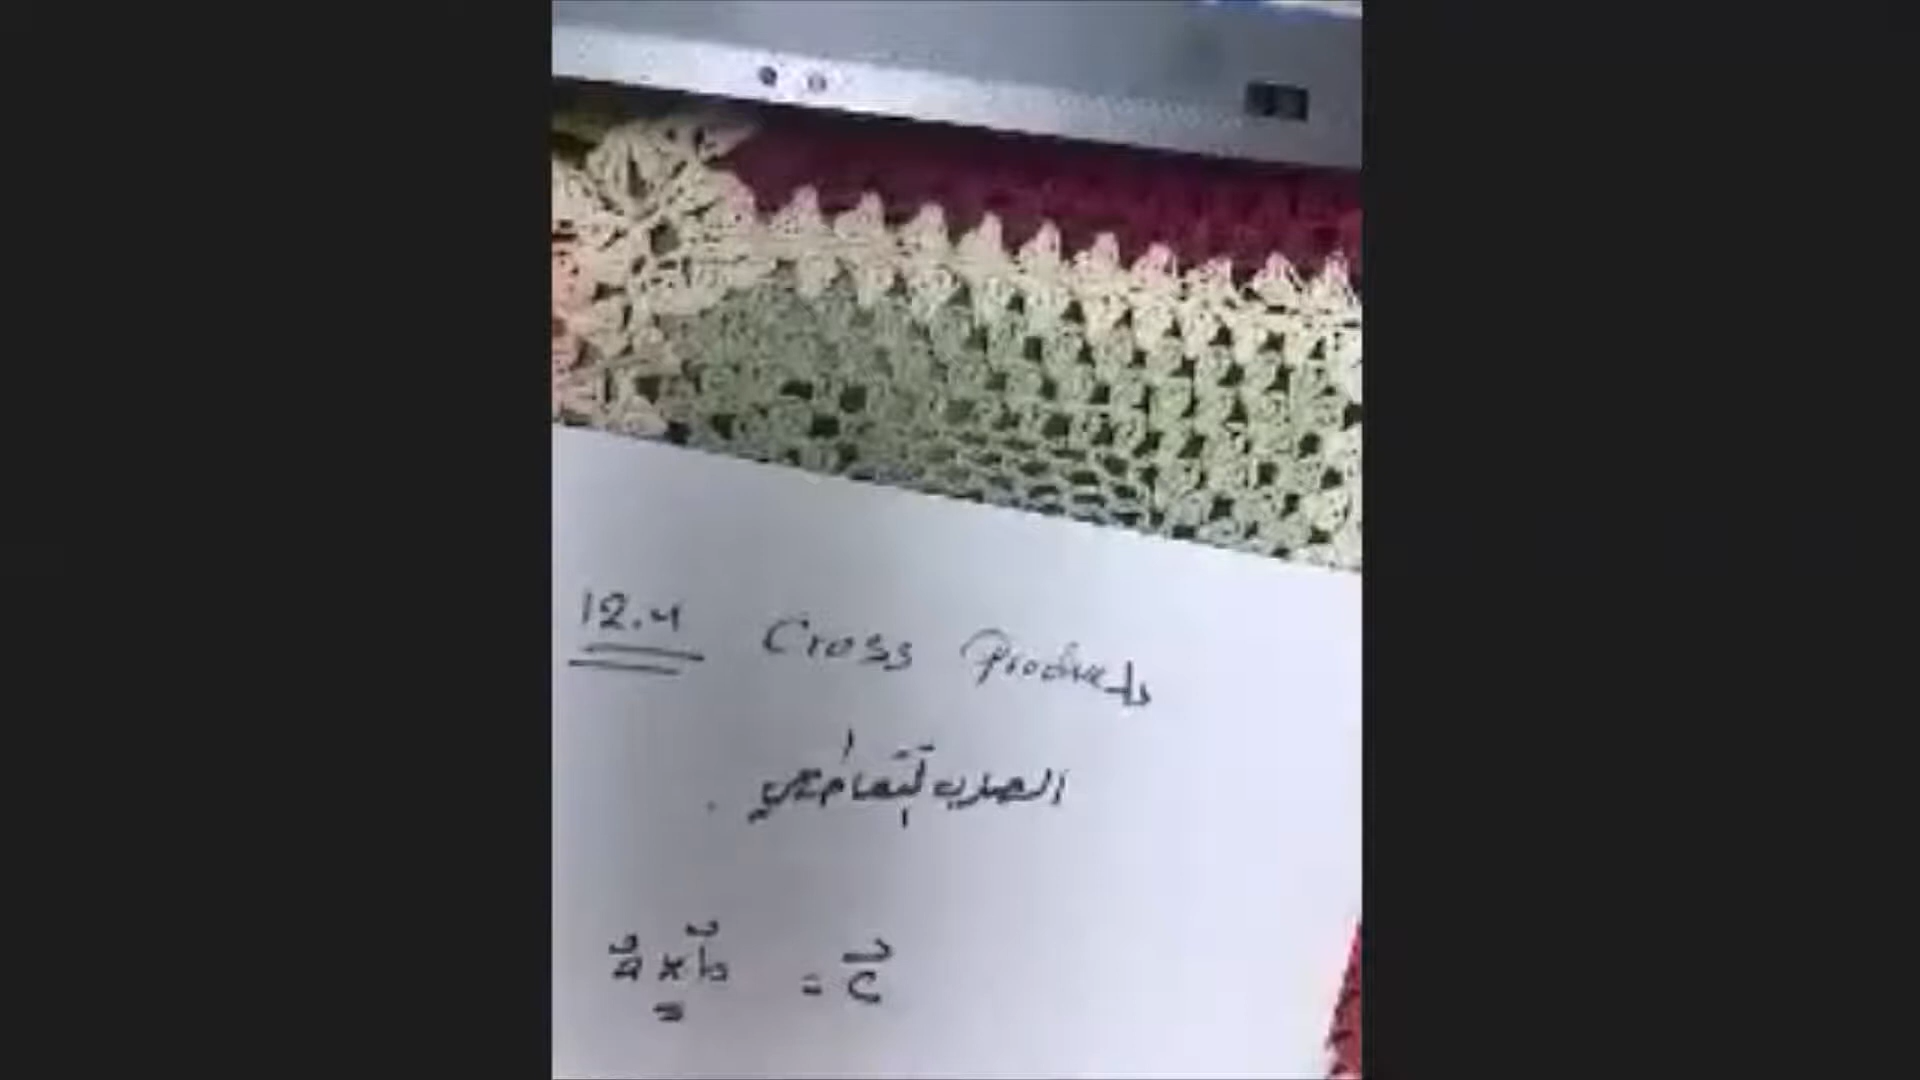 12.4 Cross Products
الضرب التقاطعي
a⃗ × b⃗ = c⃗